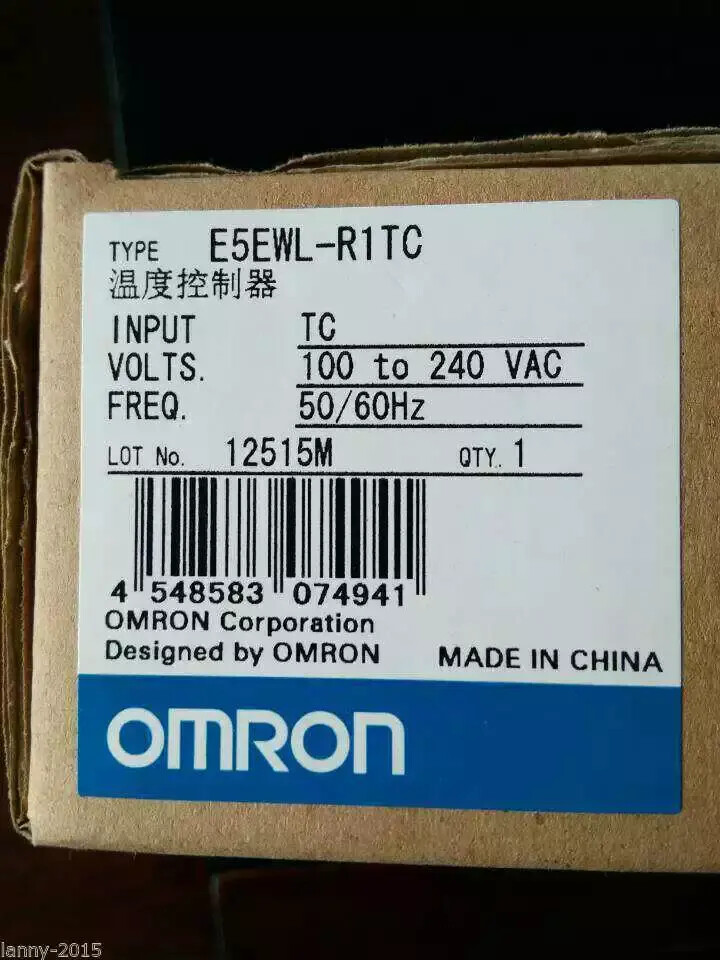 TYPE E5EWL-R1TC
温度控制器
INPUT TC
VOLTS. 100 to 240 VAC
FREQ. 50/60Hz
LOT No. 12515M QTY. 1
4 548583 074941
OMRON Corporation
Designed by OMRON MADE IN CHINA
OMRON
lanny-2015